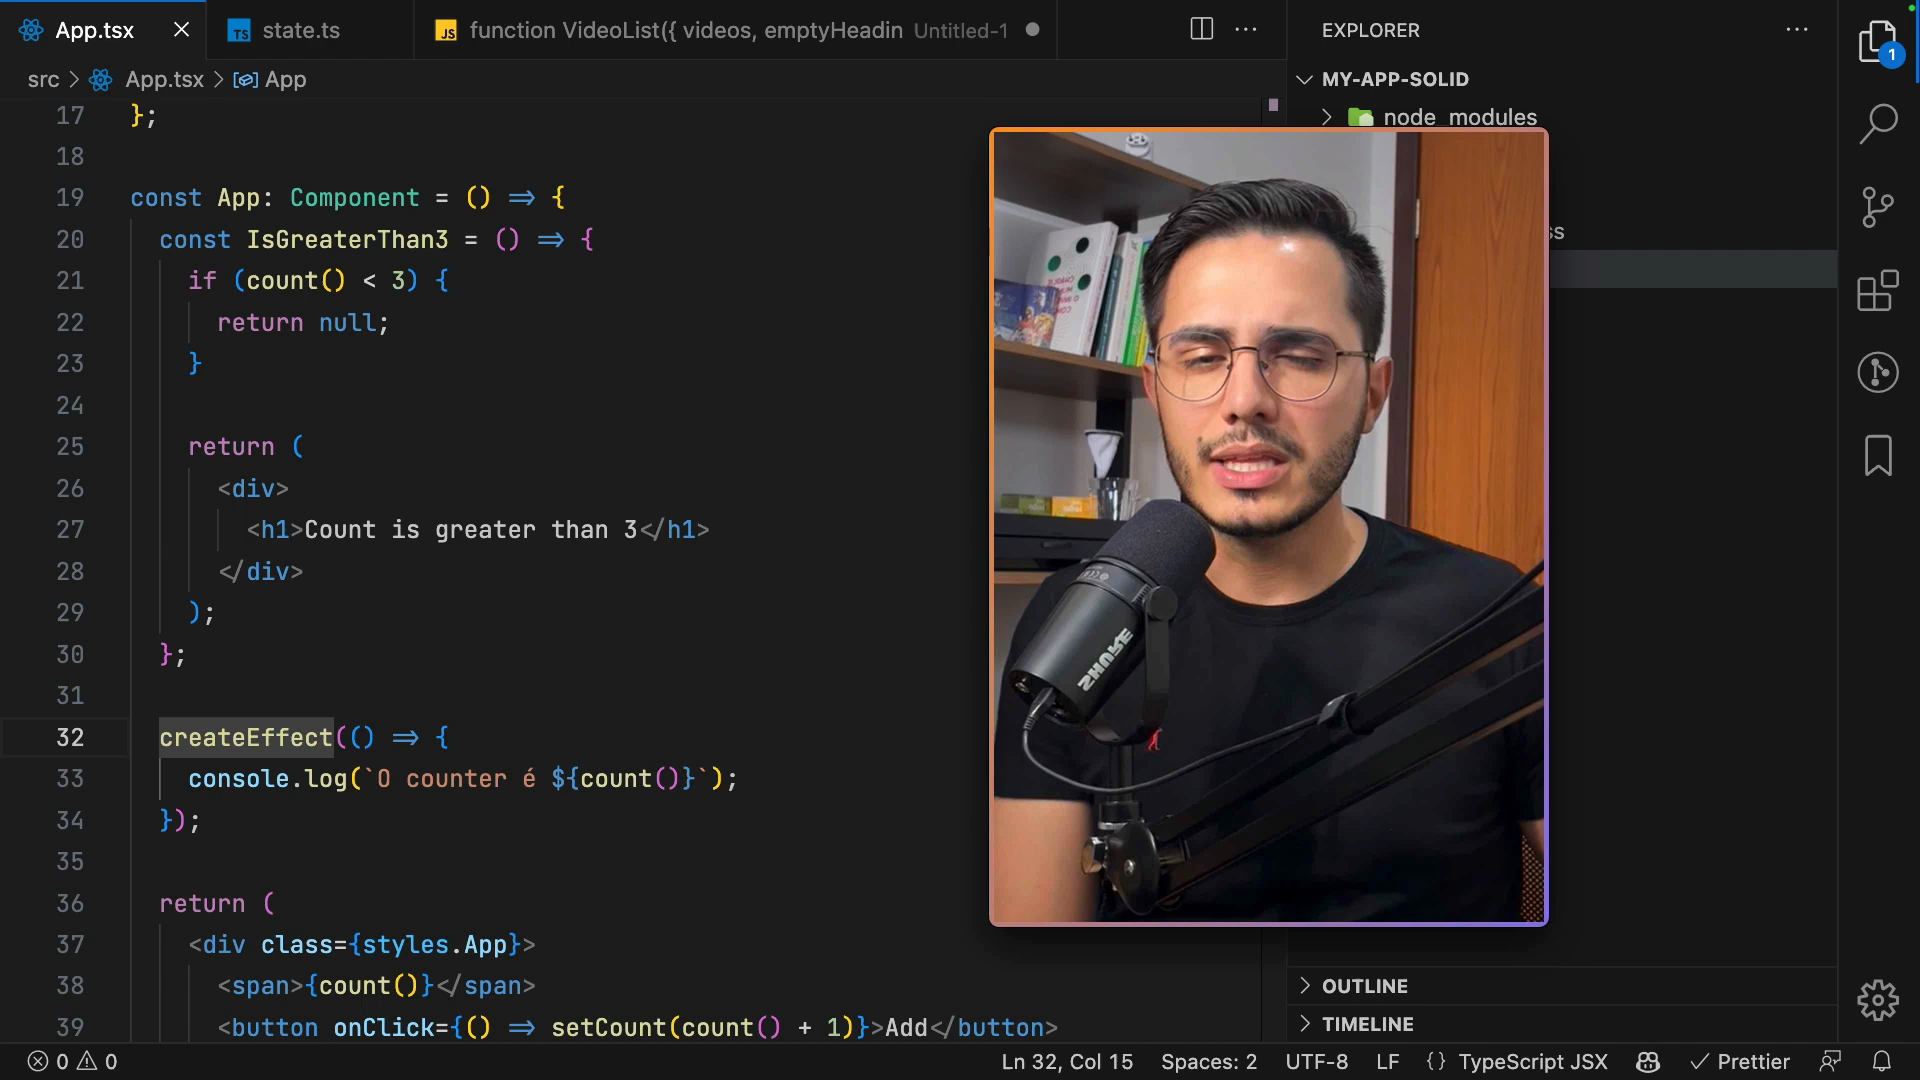 App.tsx
TS state.ts
JS function VideoList({ videos, emptyHeadin Untitled-1
EXPLORER
1
src > App.tsx > App
MY-APP-SOLID
node_modules
ss
17 };
18
19 const App: Component = () => {
20 const IsGreaterThan3 = () => {
21 if (count() < 3) {
22 return null;
23 }
24
25 return (
26 <div>
27 <h1>Count is greater than 3</h1>
28 </div>
29 );
30 };
31
32 createEffect(() => {
33 console.log(`O counter é ${count()}`);
34 });
35
36 return (
37 <div class={styles.App}>
38 <span>{count()}</span>
39 <button onClick={() => setCount(count() + 1)}>Add</button>
SHURE
OUTLINE
TIMELINE
0 0
Ln 32, Col 15 Spaces: 2 UTF-8 LF {} TypeScript JSX Prettier